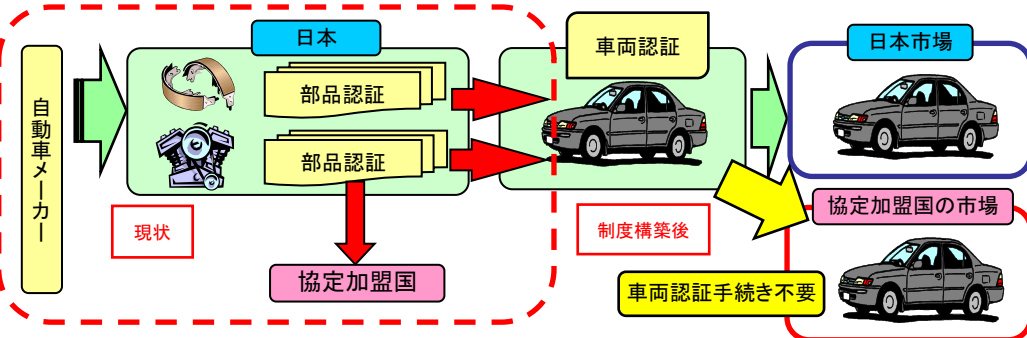 自動車メーカー
日本
部品認証
部品認証
現状
協定加盟国
車両認証
制度構築後
日本市場
協定加盟国の市場
車両認証手続き不要